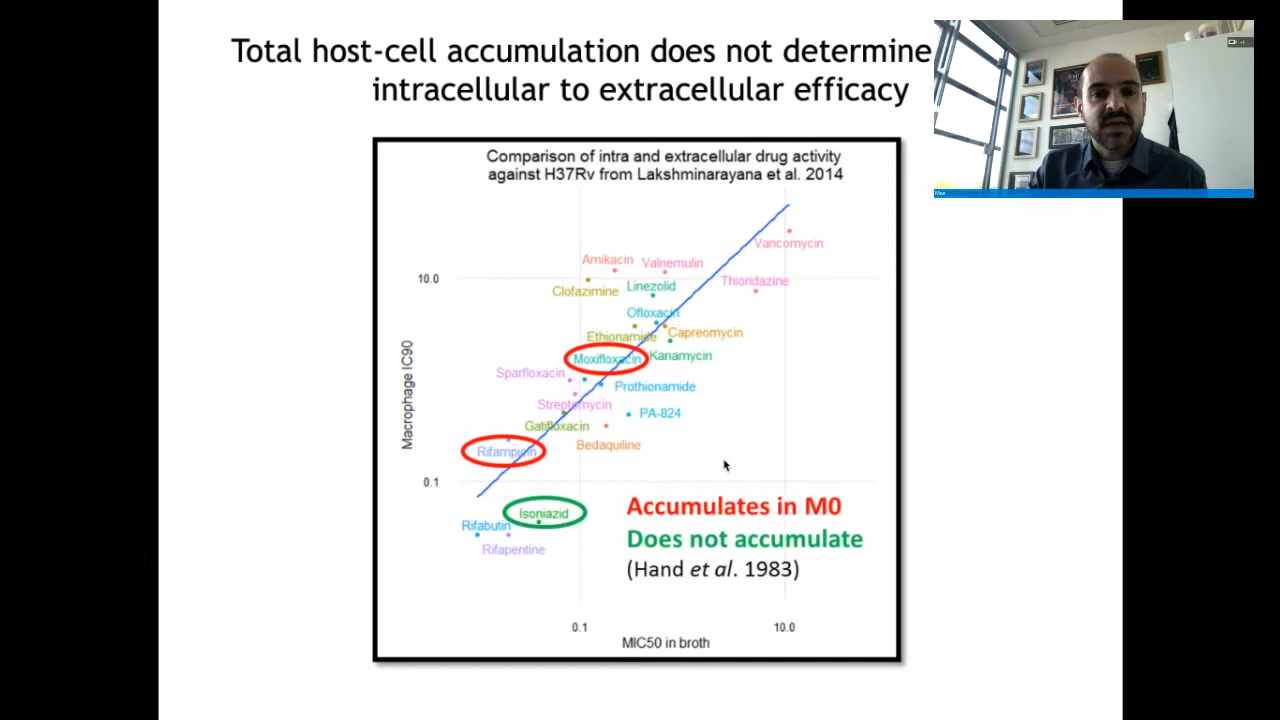 Total host-cell accumulation does not determine
intracellular to extracellular efficacy
Comparison of intra and extracellular drug activity
against H37Rv from Lakshminarayana et al. 2014
Vancomycin
Amikacin
Valnemulin
10.0
Thioridazine
Clofazimine
Linezolid
Ofloxacin
Ethionamide
Capreomycin
Moxifloxacin
Kanamycin
Sparfloxacin
Prothionamide
Streptomycin
PA-824
Gatifloxacin
Bedaquiline
Rifampicin
Macrophage IC90
0.1
Isoniazid
Rifabutin
Rifapentine
Accumulates in M0
Does not accumulate
(Hand et al. 1983)
0.1
10.0
MIC50 in broth
Max